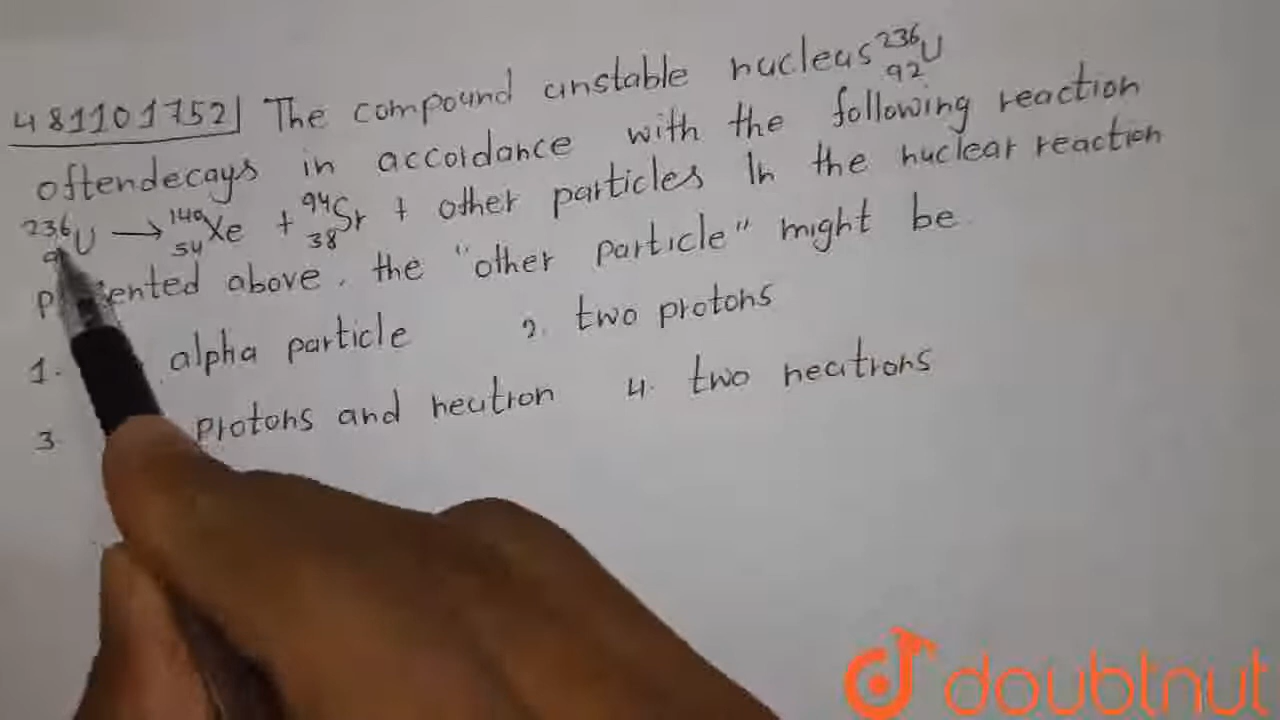 481101752| The compound unstable nucleus ²³⁶₉₂U
oftendecays in accordance with the following reaction
²³⁶U → ¹⁴⁰₅₄Xe + ⁹⁴₃₈Sr + other particles In the nuclear reaction
above, the "other particle" might be
1. alpha particle 2. two protons
3 protons and neutron 4. two neutrons
doubtnut